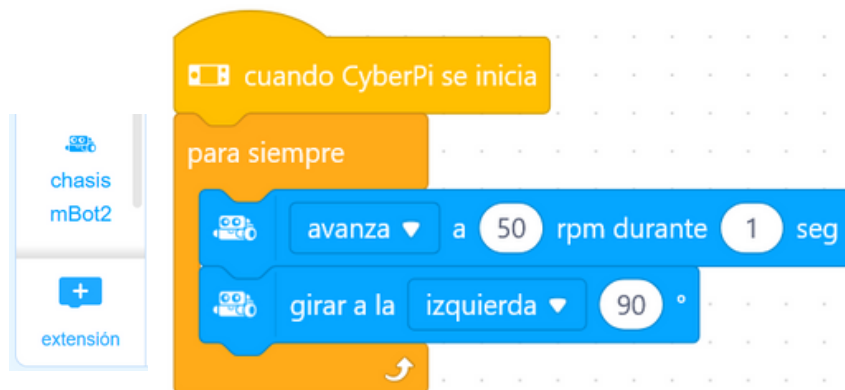 cuando CyberPi se inicia
para siempre
avanza a 50 rpm durante 1 seg
girar a la izquierda 90 °
chasis
mBot2
extensión